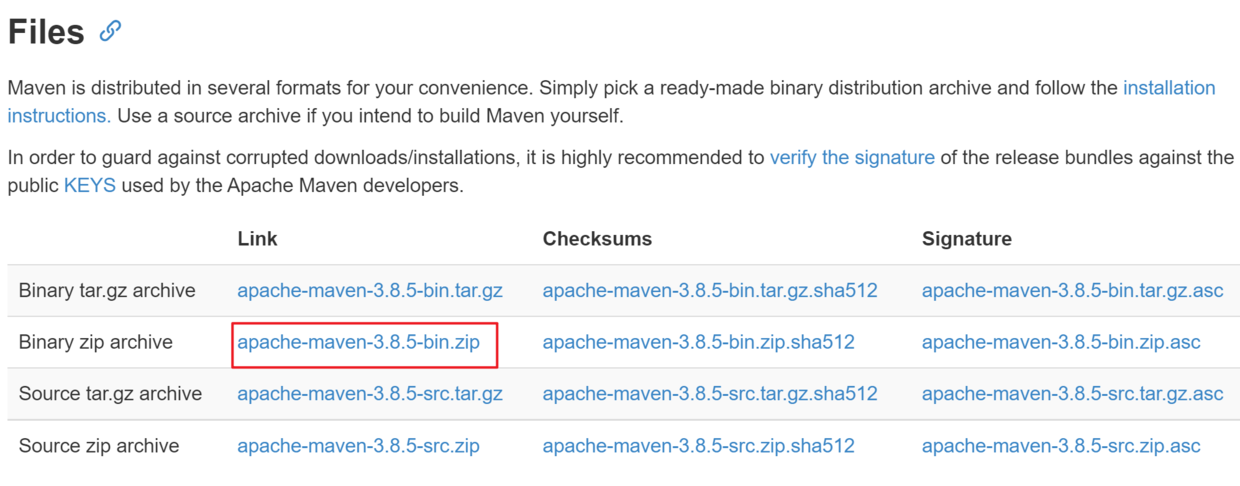 Files
Maven is distributed in several formats for your convenience. Simply pick a ready-made binary distribution archive and follow the installation
instructions. Use a source archive if you intend to build Maven yourself.
In order to guard against corrupted downloads/installations, it is highly recommended to verify the signature of the release bundles against the
public KEYS used by the Apache Maven developers.
Link Checksums Signature
Binary tar.gz archive apache-maven-3.8.5-bin.tar.gz apache-maven-3.8.5-bin.tar.gz.sha512 apache-maven-3.8.5-bin.tar.gz.asc
Binary zip archive apache-maven-3.8.5-bin.zip apache-maven-3.8.5-bin.zip.sha512 apache-maven-3.8.5-bin.zip.asc
Source tar.gz archive apache-maven-3.8.5-src.tar.gz apache-maven-3.8.5-src.tar.gz.sha512 apache-maven-3.8.5-src.tar.gz.asc
Source zip archive apache-maven-3.8.5-src.zip apache-maven-3.8.5-src.zip.sha512 apache-maven-3.8.5-src.zip.asc